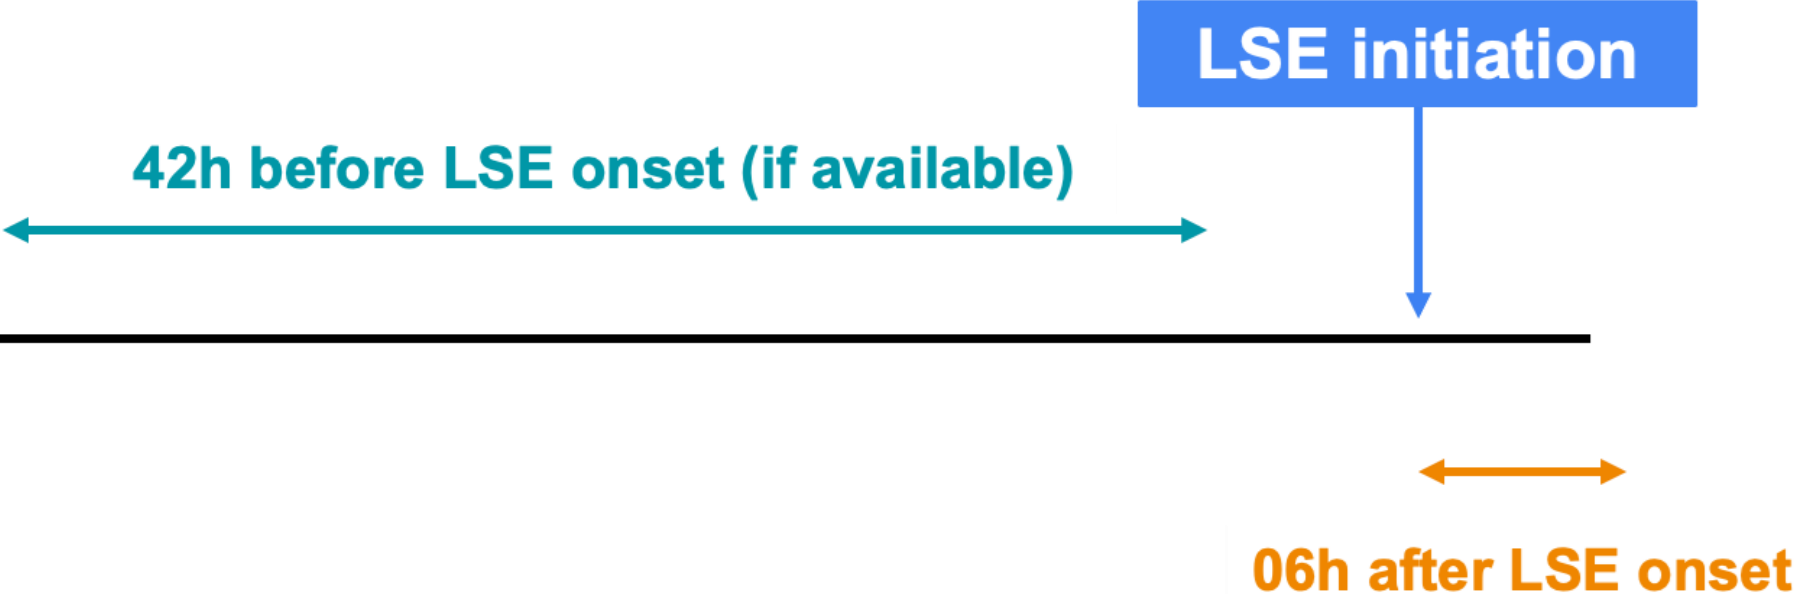 LSE initiation
42h before LSE onset (if available)
06h after LSE onset